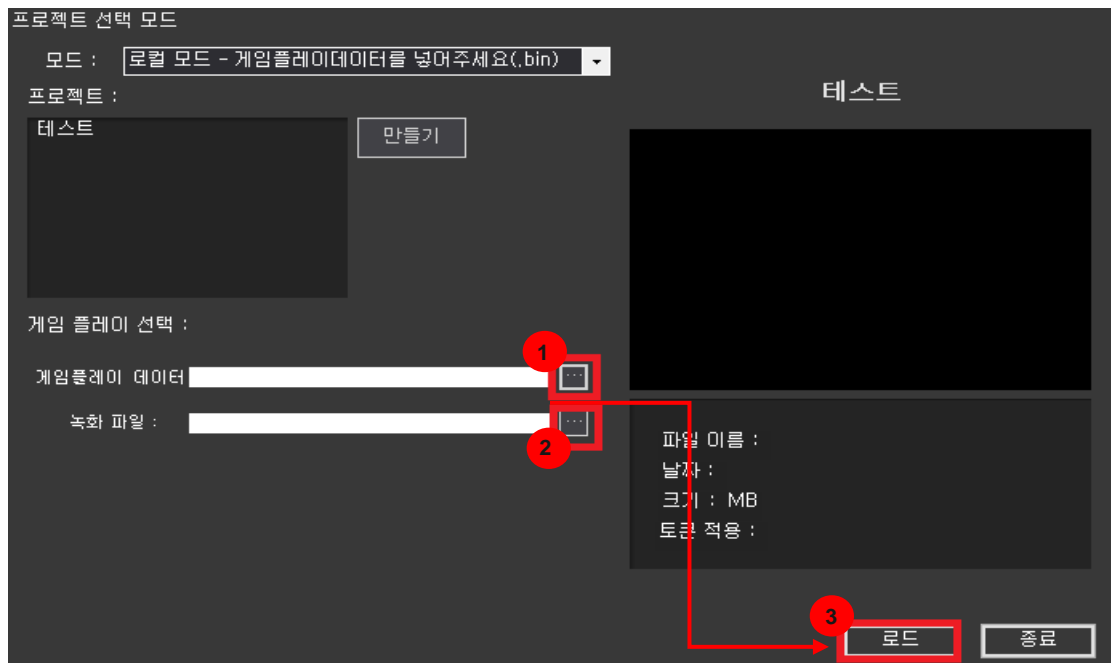 프로젝트 선택 모드
모드 : 로컬 모드 - 게임플레이데이터를 넣어주세요(.bin)
프로젝트 :
테스트
만들기
테스트
게임 플레이 선택 :
1
게임플레이 데이터 ...
녹화 파일 : ...
2
파일 이름 :
날짜 :
크기 : MB
토큰 적용 :
3
로드
종료